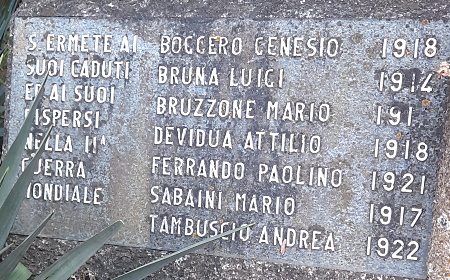 S. ERMETE AI
SUOI CADUTI
ED AI SUOI
DISPERSI
NELLA IIA
GUERRA
MONDIALE
BOGGERO GENESIO 1918
BRUNA LUIGI 1914
BRUZZONE MARIO 191
DEVIDUA ATTILIO 1918
FERRANDO PAOLINO 1921
SABAINI MARIO 1917
TAMBUSCIO ANDREA 1922